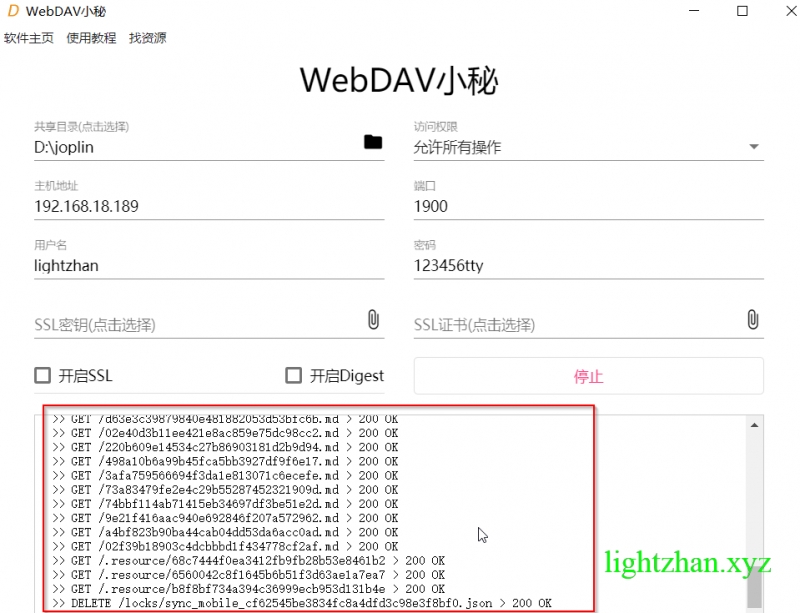 D WebDAV小秘
软件主页 使用教程 找资源
WebDAV小秘
共享目录(点击选择) 访问权限
D:\joplin 允许所有操作
主机地址 端口
192.168.18.189 1900
用户名 密码
lightzhan 123456tty
SSL密钥(点击选择) SSL证书(点击选择)
开启SSL 开启Digest 停止
>> GET /d63e3c39879840e481882053d53bfc6b.md > 200 OK
>> GET /02e40d3b11ee421e8ac859e75dc98cc2.md > 200 OK
>> GET /220b609e14534c27b86903181d2b9d94.md > 200 OK
>> GET /498a10b6a99b45fca5bb3927df9f6e17.md > 200 OK
>> GET /3afa759566694f3da1e813071c6ecefe.md > 200 OK
>> GET /73a83479fe2e4c29b55287452321909d.md > 200 OK
>> GET /74bbf114ab71415eb34697df3be51e2d.md > 200 OK
>> GET /9e21f416aac940e692846f207a572962.md > 200 OK
>> GET /a4bf823b90ba44cab04dd53da6acc0ad.md > 200 OK
>> GET /02f39b18903c4dcbbbd1f434778cf2af.md > 200 OK
>> GET /.resource/68c7444f0ea3412fb9fb28b53e8461b2 > 200 OK
>> GET /.resource/6560042c8f1645b6b51f3d63ae1a7ea7 > 200 OK
>> GET /.resource/b8f8bf734a394c36999ecb953d131b4e > 200 OK
>> DELETE /locks/sync_mobile_cf62545be3834fc8a4dfd3c98e3f8bf0.json > 200 OK
lightzhan.xyz